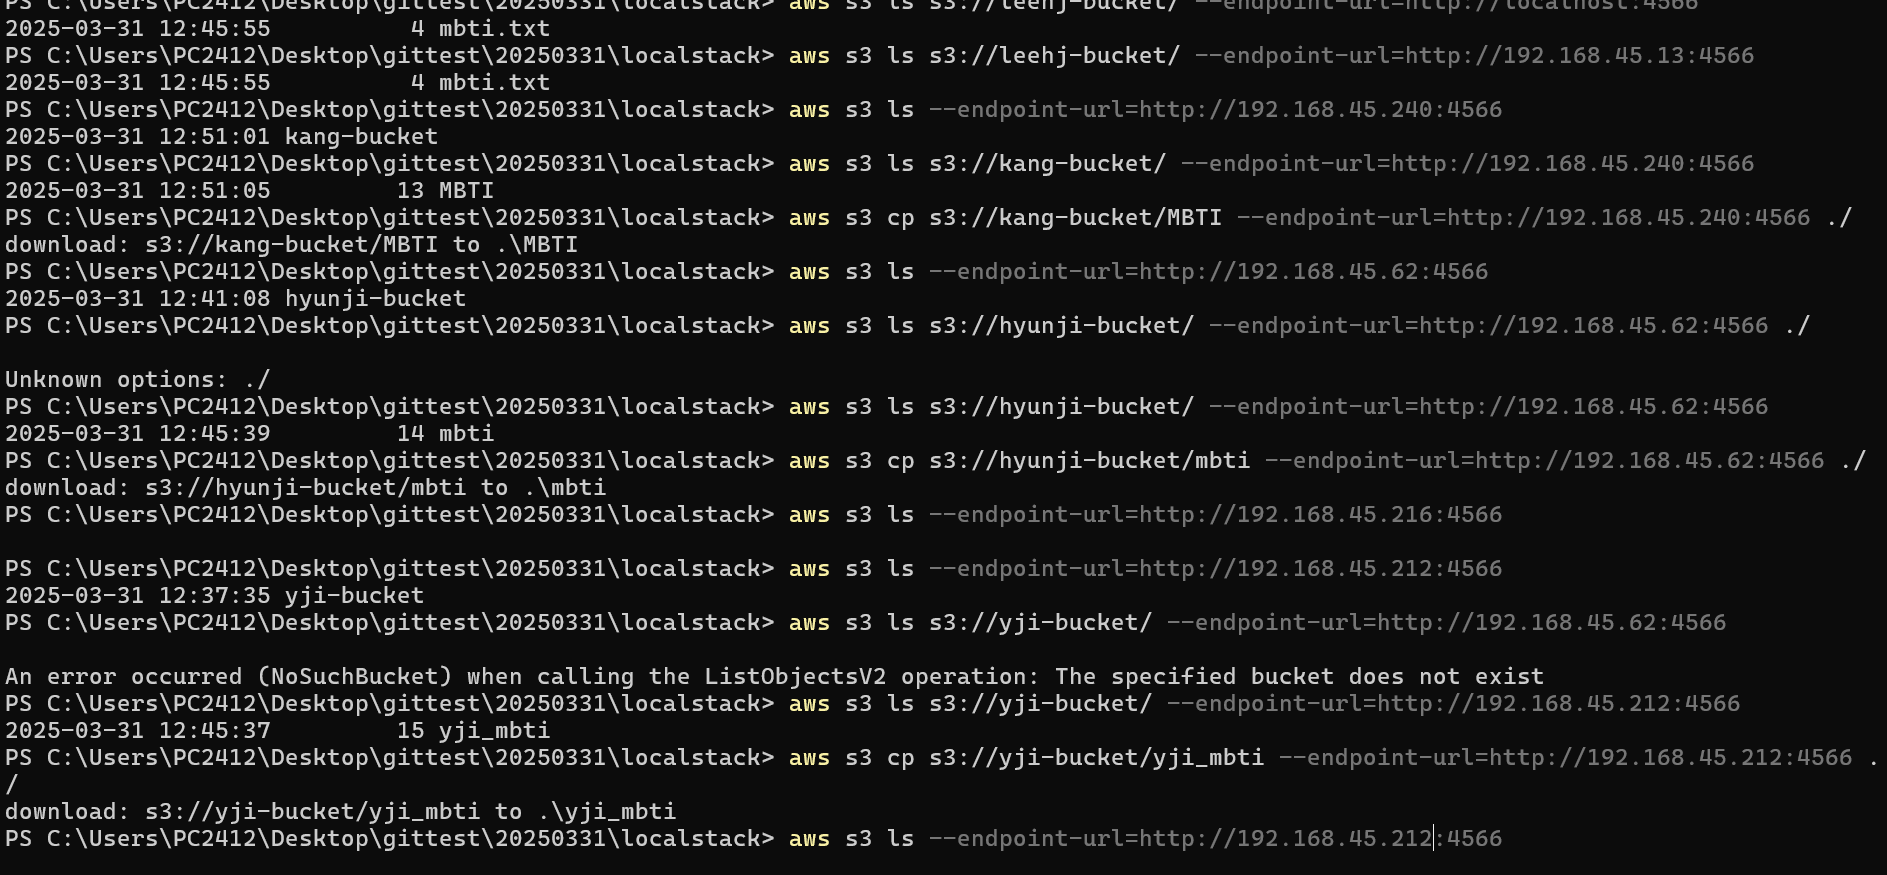 PS C:\Users\PC2412\Desktop\gittest\20250331\localstack> aws s3 ls s3://leehj-bucket/ --endpoint-url=http://localhost:4566
2025-03-31 12:45:55          4 mbti.txt
PS C:\Users\PC2412\Desktop\gittest\20250331\localstack> aws s3 ls s3://leehj-bucket/ --endpoint-url=http://192.168.45.13:4566
2025-03-31 12:45:55          4 mbti.txt
PS C:\Users\PC2412\Desktop\gittest\20250331\localstack> aws s3 ls --endpoint-url=http://192.168.45.240:4566
2025-03-31 12:51:01 kang-bucket
PS C:\Users\PC2412\Desktop\gittest\20250331\localstack> aws s3 ls s3://kang-bucket/ --endpoint-url=http://192.168.45.240:4566
2025-03-31 12:51:05         13 MBTI
PS C:\Users\PC2412\Desktop\gittest\20250331\localstack> aws s3 cp s3://kang-bucket/MBTI --endpoint-url=http://192.168.45.240:4566 ./
download: s3://kang-bucket/MBTI to .\MBTI
PS C:\Users\PC2412\Desktop\gittest\20250331\localstack> aws s3 ls --endpoint-url=http://192.168.45.62:4566
2025-03-31 12:41:08 hyunji-bucket
PS C:\Users\PC2412\Desktop\gittest\20250331\localstack> aws s3 ls s3://hyunji-bucket/ --endpoint-url=http://192.168.45.62:4566 ./
Unknown options: ./
PS C:\Users\PC2412\Desktop\gittest\20250331\localstack> aws s3 ls s3://hyunji-bucket/ --endpoint-url=http://192.168.45.62:4566
2025-03-31 12:45:39         14 mbti
PS C:\Users\PC2412\Desktop\gittest\20250331\localstack> aws s3 cp s3://hyunji-bucket/mbti --endpoint-url=http://192.168.45.62:4566 ./
download: s3://hyunji-bucket/mbti to .\mbti
PS C:\Users\PC2412\Desktop\gittest\20250331\localstack> aws s3 ls --endpoint-url=http://192.168.45.216:4566
PS C:\Users\PC2412\Desktop\gittest\20250331\localstack> aws s3 ls --endpoint-url=http://192.168.45.212:4566
2025-03-31 12:37:35 yji-bucket
PS C:\Users\PC2412\Desktop\gittest\20250331\localstack> aws s3 ls s3://yji-bucket/ --endpoint-url=http://192.168.45.62:4566
An error occurred (NoSuchBucket) when calling the ListObjectsV2 operation: The specified bucket does not exist
PS C:\Users\PC2412\Desktop\gittest\20250331\localstack> aws s3 ls s3://yji-bucket/ --endpoint-url=http://192.168.45.212:4566
2025-03-31 12:45:37         15 yji_mbti
PS C:\Users\PC2412\Desktop\gittest\20250331\localstack> aws s3 cp s3://yji-bucket/yji_mbti --endpoint-url=http://192.168.45.212:4566 .
/
download: s3://yji-bucket/yji_mbti to .\yji_mbti
PS C:\Users\PC2412\Desktop\gittest\20250331\localstack> aws s3 ls --endpoint-url=http://192.168.45.212:4566